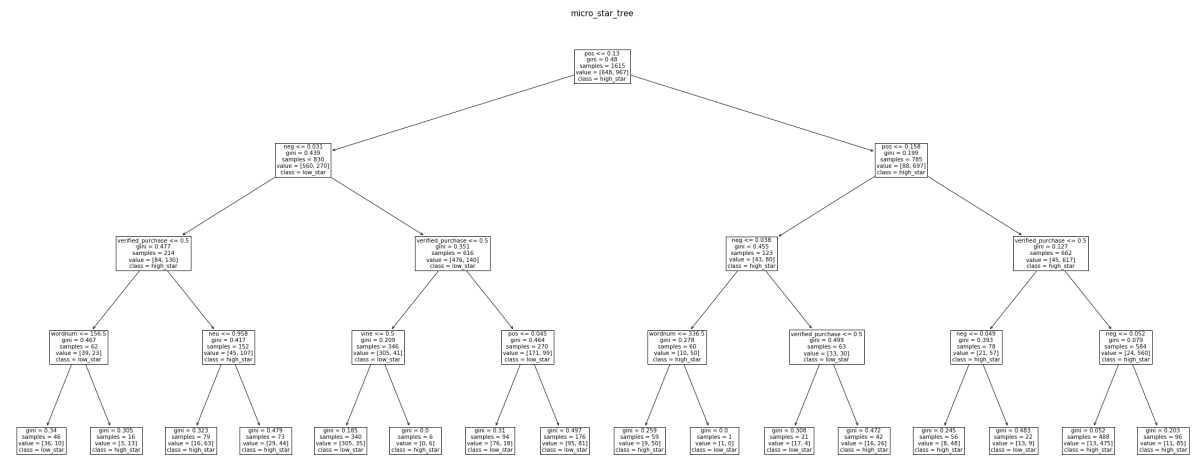 micro_star_tree
pos <= 0.13
gini = 0.48
samples = 1615
value = [648, 967]
class = high_star
neg <= 0.031
gini = 0.439
samples = 830
value = [560, 270]
class = low_star
pos <= 0.158
gini = 0.199
samples = 785
value = [88, 697]
class = high_star
verified_purchase <= 0.5
gini = 0.477
samples = 214
value = [84, 130]
class = high_star
verified_purchase <= 0.5
gini = 0.351
samples = 616
value = [476, 140]
class = low_star
neg <= 0.038
gini = 0.455
samples = 123
value = [43, 80]
class = high_star
verified_purchase <= 0.5
gini = 0.127
samples = 662
value = [45, 617]
class = high_star
wordnum <= 156.5
gini = 0.467
samples = 62
value = [39, 23]
class = low_star
neu <= 0.958
gini = 0.417
samples = 152
value = [45, 107]
class = high_star
vine <= 0.5
gini = 0.209
samples = 346
value = [305, 41]
class = low_star
pos <= 0.045
gini = 0.464
samples = 270
value = [171, 99]
class = low_star
wordnum <= 336.5
gini = 0.278
samples = 60
value = [10, 50]
class = high_star
verified_purchase <= 0.5
gini = 0.499
samples = 63
value = [33, 30]
class = low_star
neg <= 0.049
gini = 0.393
samples = 78
value = [21, 57]
class = high_star
neg <= 0.052
gini = 0.079
samples = 584
value = [24, 560]
class = high_star
gini = 0.34
samples = 46
value = [36, 10]
class = low_star
gini = 0.305
samples = 16
value = [3, 13]
class = high_star
gini = 0.323
samples = 79
value = [16, 63]
class = high_star
gini = 0.479
samples = 73
value = [29, 44]
class = high_star
gini = 0.185
samples = 340
value = [305, 35]
class = low_star
gini = 0.0
samples = 6
value = [0, 6]
class = high_star
gini = 0.31
samples = 94
value = [76, 18]
class = low_star
gini = 0.497
samples = 176
value = [95, 81]
class = low_star
gini = 0.259
samples = 59
value = [9, 50]
class = high_star
gini = 0.0
samples = 1
value = [1, 0]
class = low_star
gini = 0.308
samples = 21
value = [17, 4]
class = low_star
gini = 0.472
samples = 42
value = [16, 26]
class = high_star
gini = 0.245
samples = 56
value = [8, 48]
class = high_star
gini = 0.483
samples = 22
value = [13, 9]
class = low_star
gini = 0.052
samples = 488
value = [13, 475]
class = high_star
gini = 0.203
samples = 96
value = [11, 85]
class = high_star